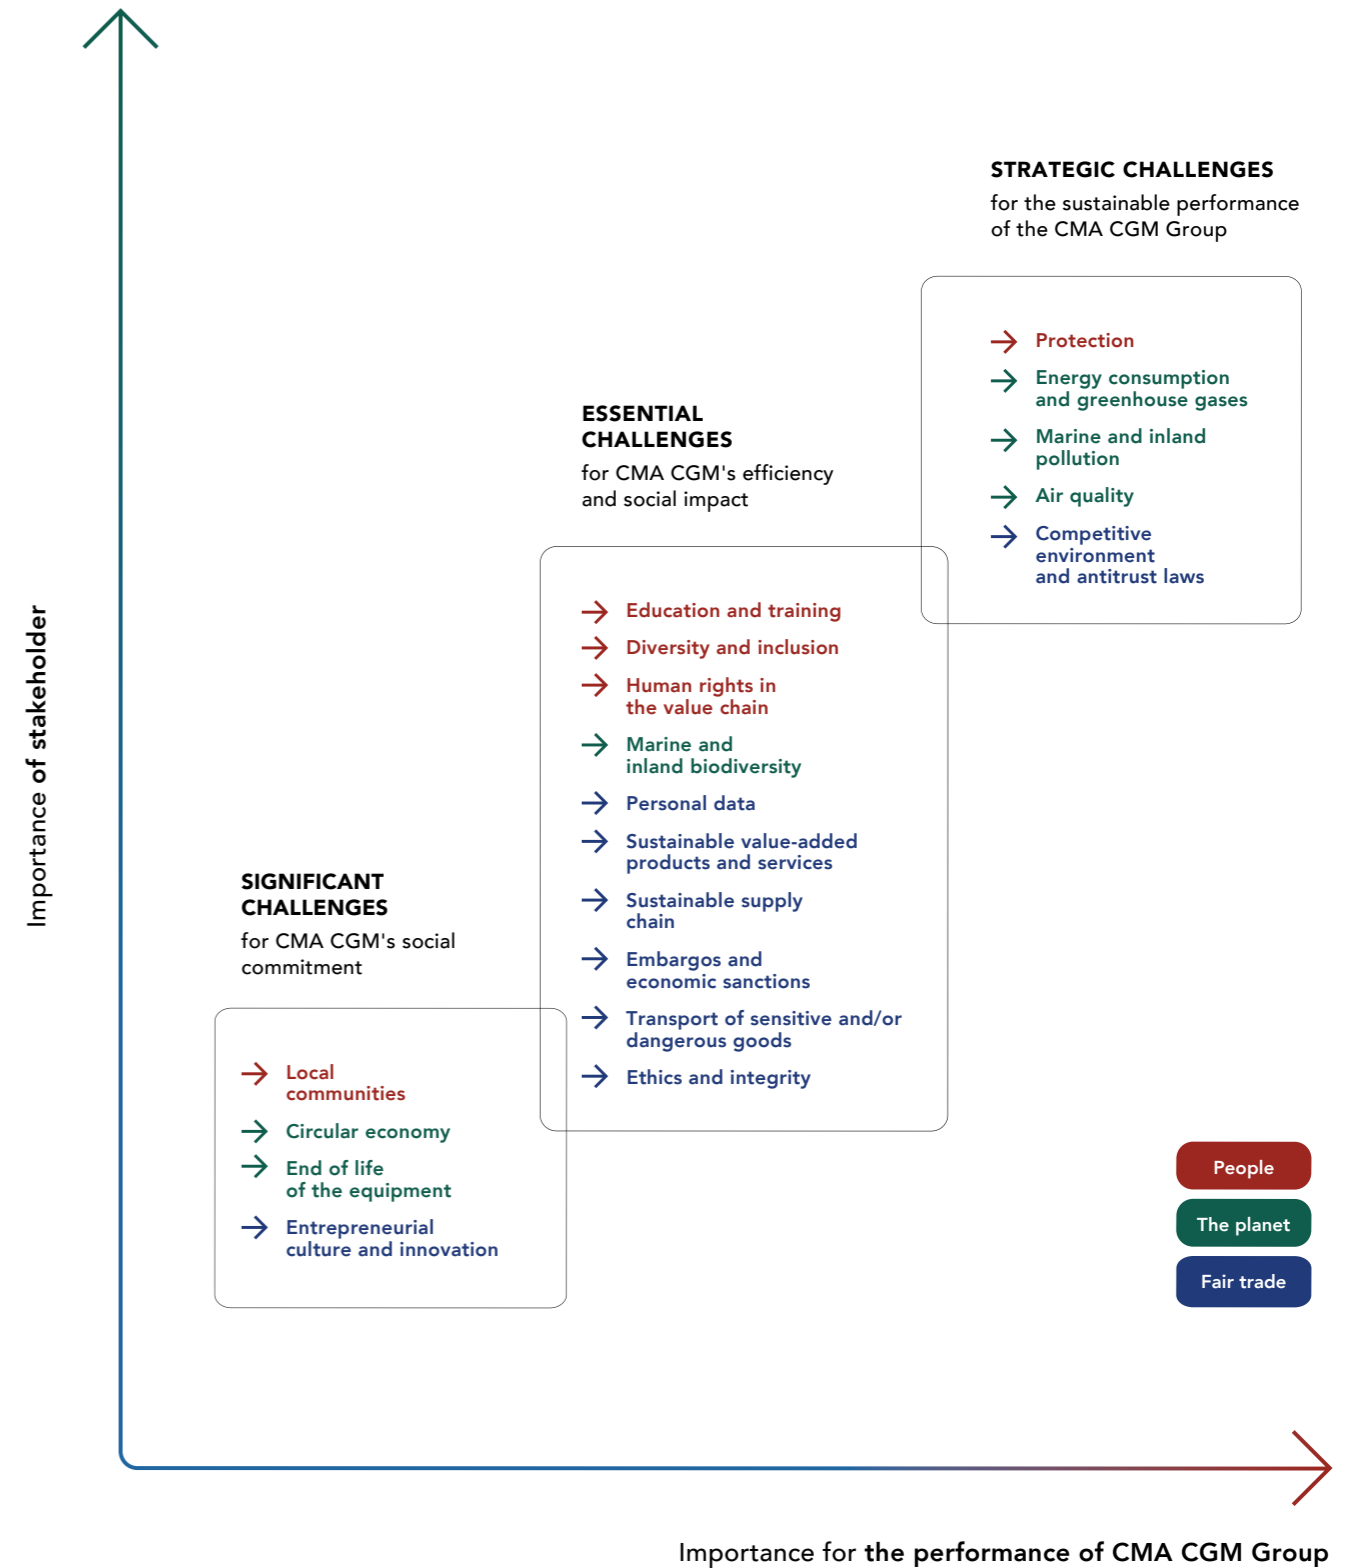 STRATEGIC CHALLENGES
for the sustainable performance
of the CMA CGM Group
Protection
Energy consumption
and greenhouse gases
Marine and inland
pollution
Air quality
Competitive
environment
and antitrust laws
ESSENTIAL
CHALLENGES
for CMA CGM's efficiency
and social impact
Education and training
Diversity and inclusion
Human rights in
the value chain
Marine and
inland biodiversity
Personal data
Sustainable value-added
products and services
Sustainable supply
chain
Embargos and
economic sanctions
Transport of sensitive and/or
dangerous goods
Ethics and integrity
SIGNIFICANT
CHALLENGES
for CMA CGM's social
commitment
Local
communities
Circular economy
End of life
of the equipment
Entrepreneurial
culture and innovation
People
The planet
Fair trade
Importance of stakeholder
Importance for the performance of CMA CGM Group